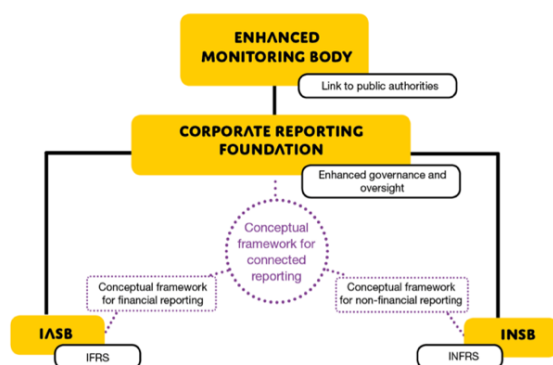 ENHANCED
MONITORING BODY
Link to public authorities
CORPORATE REPORTING
FOUNDATION
Enhanced governance and
oversight
Conceptual
framework for
connected
reporting
Conceptual framework
for financial reporting
Conceptual framework
for non-financial reporting
IASB
IFRS
INSB
INFRS